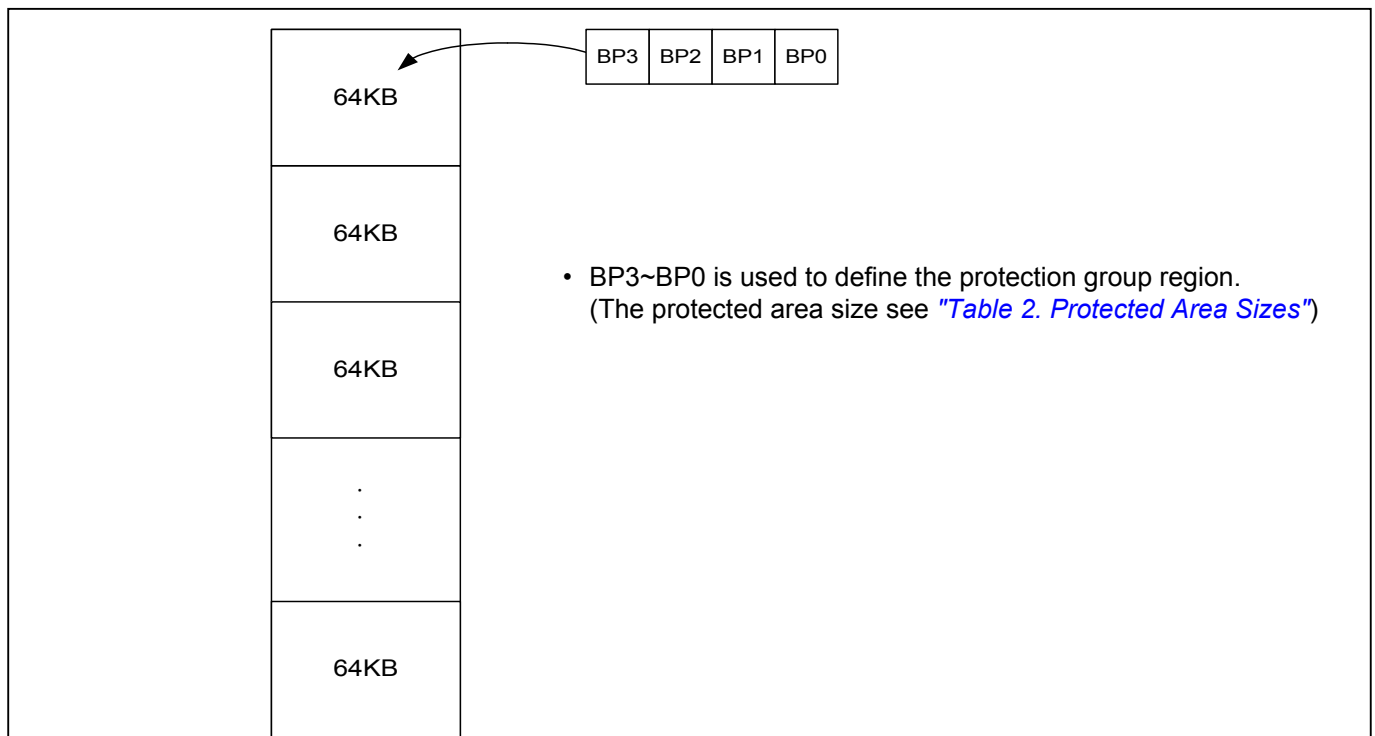 BP3 BP2 BP1 BP0
64KB
64KB
• BP3~BP0 is used to define the protection group region.
(The protected area size see "Table 2. Protected Area Sizes")
64KB
.
.
.
64KB